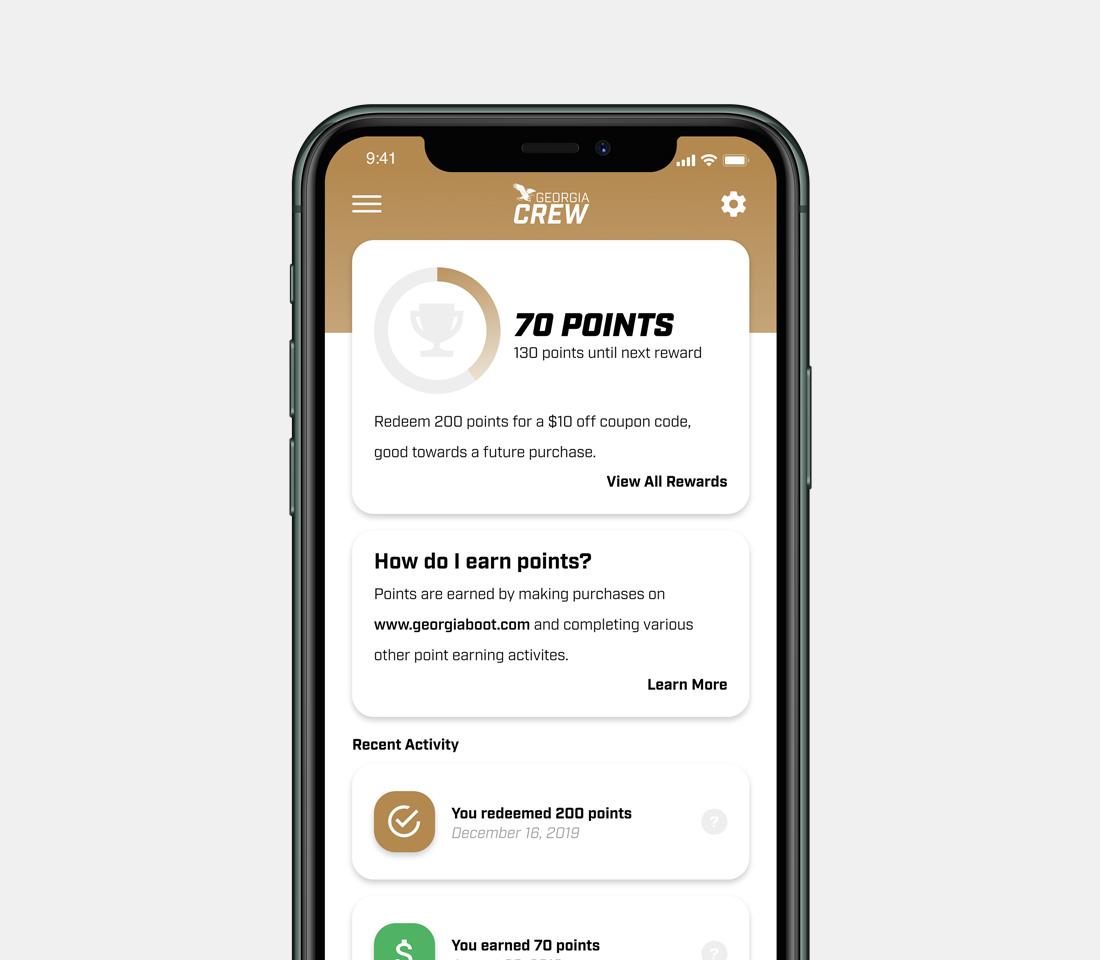 9:41
GEORGIA
CREW
70 POINTS
130 points until next reward
Redeem 200 points for a $10 off coupon code,
good towards a future purchase.
View All Rewards
How do I earn points?
Points are earned by making purchases on
www.georgiaboot.com and completing various
other point earning activites.
Learn More
Recent Activity
You redeemed 200 points
December 16, 2019
?
$
You earned 70 points
?